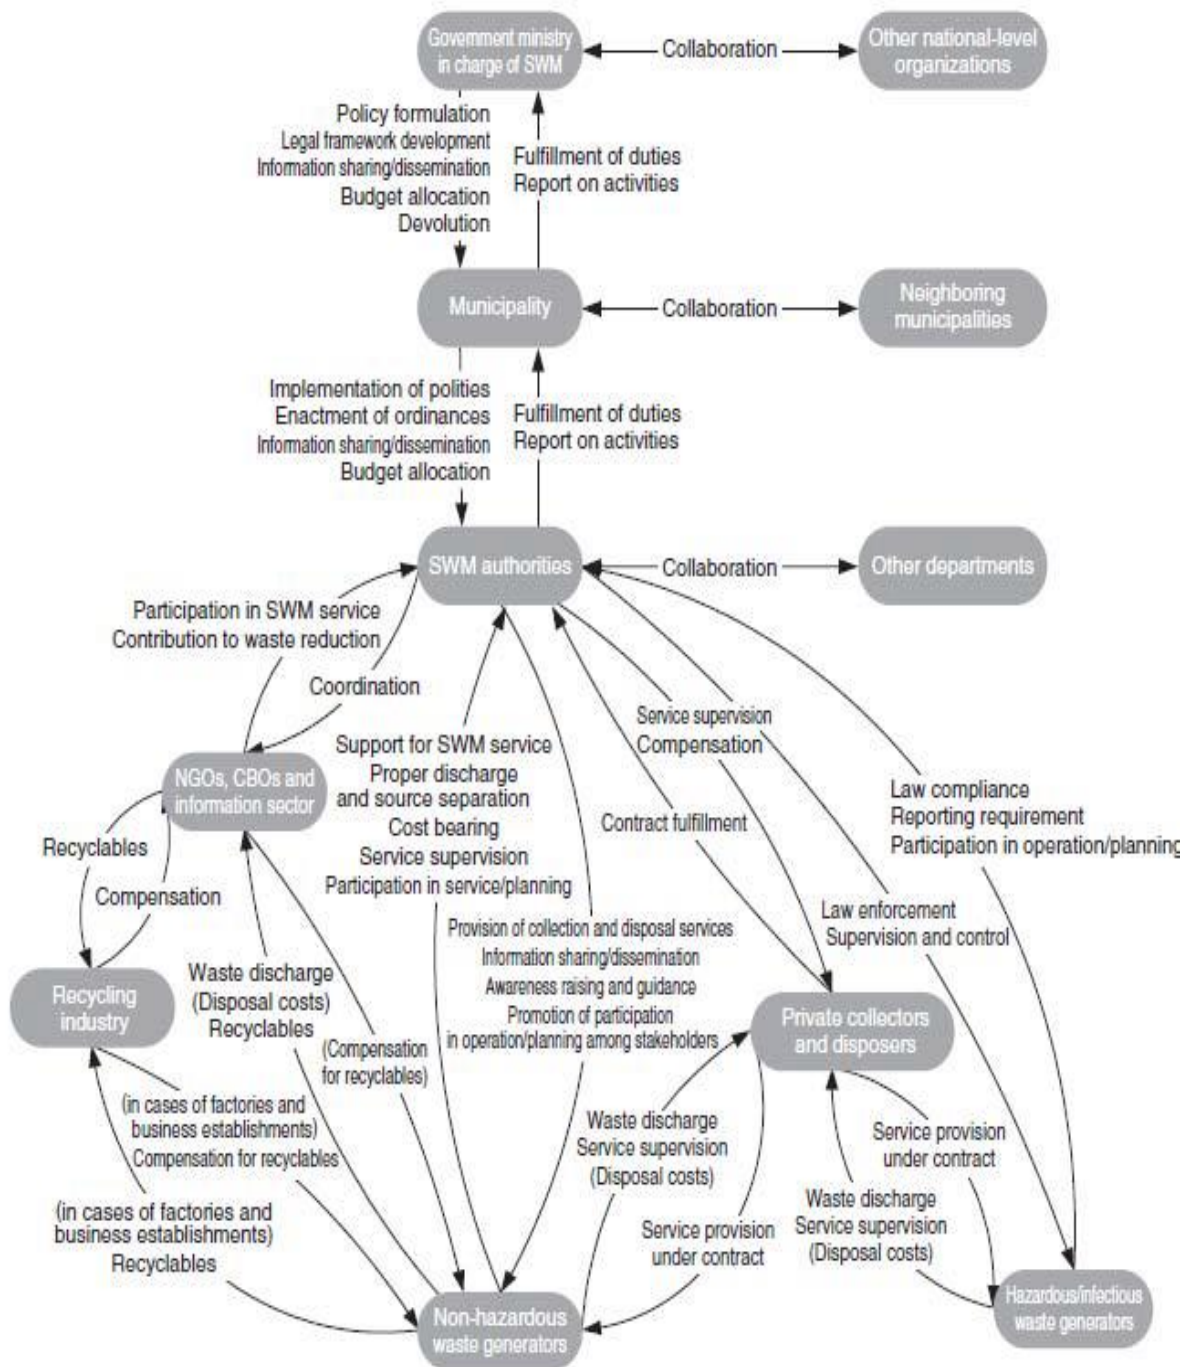 Government ministry
in charge of SWM
Collaboration
Other national-level
organizations
Policy formulation
Legal framework development
Information sharing/dissemination
Budget allocation
Devolution
Fulfillment of duties
Report on activities
Municipality
Collaboration
Neighboring
municipalities
Implementation of polities
Enactment of ordinances
Information sharing/dissemination
Budget allocation
Fulfillment of duties
Report on activities
SWM authorities
Collaboration
Other departments
Participation in SWM service
Contribution to waste reduction
Coordination
Support for SWM service
Proper discharge
and source separation
Cost bearing
Service supervision
Participation in service/planning
Service supervision
Compensation
Contract fulfillment
Law compliance
Reporting requirement
Participation in operation/planning
NGOs, CBOs and
information sector
Recyclables
Compensation
Law enforcement
Supervision and control
Provision of collection and disposal services
Information sharing/dissemination
Awareness raising and guidance
Promotion of participation
in operation/planning among stakeholders
Recycling
industry
Waste discharge
(Disposal costs)
Recyclables
(Compensation
for recyclables)
Private collectors
and disposers
(in cases of factories and
business establishments)
Compensation for recyclables
Waste discharge
Service supervision
(Disposal costs)
Service provision
under contract
(in cases of factories and
business establishments)
Recyclables
Service provision
under contract
Waste discharge
Service supervision
(Disposal costs)
Non-hazardous
waste generators
Hazardous/infectious
waste generators